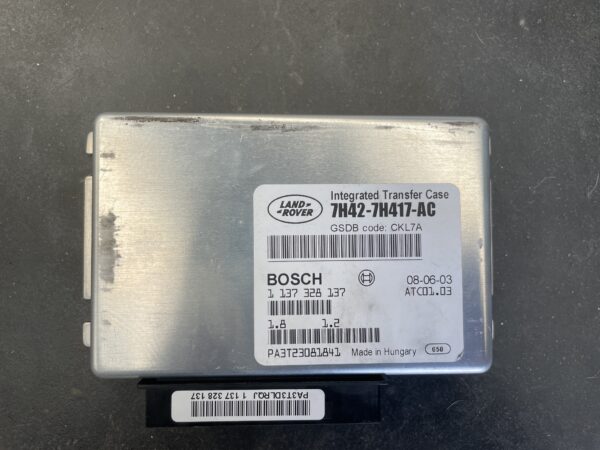 LAND-
-ROVER
Integrated Transfer Case
7H42-7H417-AC
GSDB code: CKL7A
BOSCH
08-06-03
1 137 328 137
ATC01.03
1.8 1.2
PA3T23081841
Made in Hungary
G50
PA3T3DLRQJ 1 137 328 137